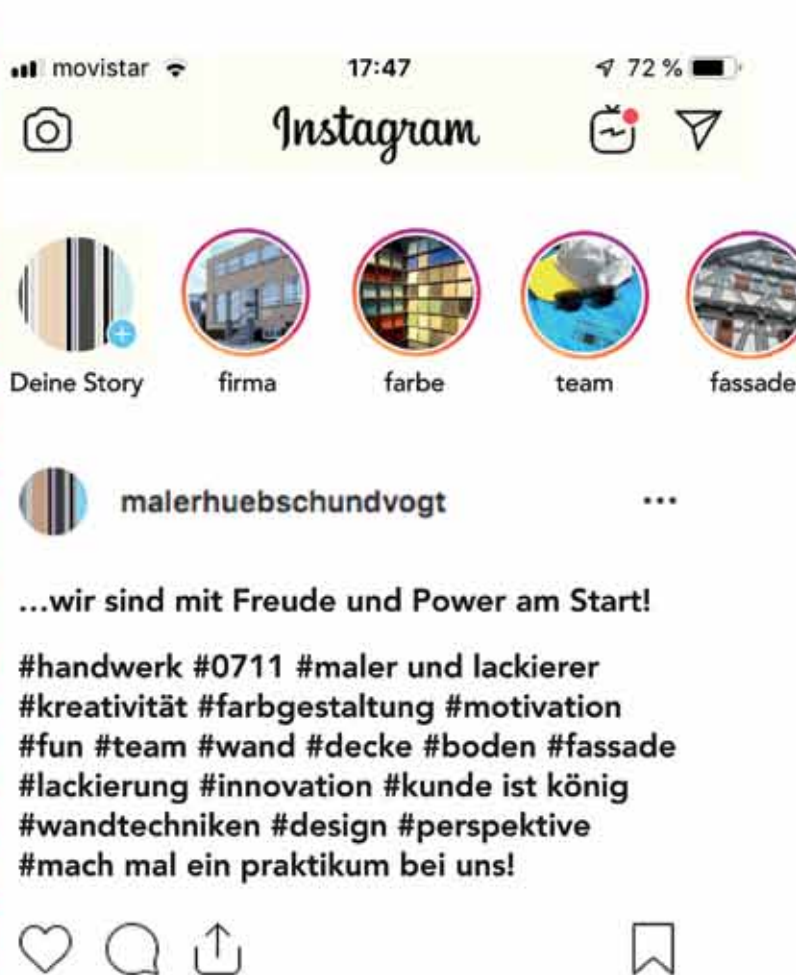 movistar 17:47 72 %
Instagram
Deine Story firma farbe team fassade
malerhuebschundvogt ...
...wir sind mit Freude und Power am Start!
#handwerk #0711 #maler und lackierer
#kreativität #farbgestaltung #motivation
#fun #team #wand #decke #boden #fassade
#lackierung #innovation #kunde ist könig
#wandtechniken #design #perspektive
#mach mal ein praktikum bei uns!